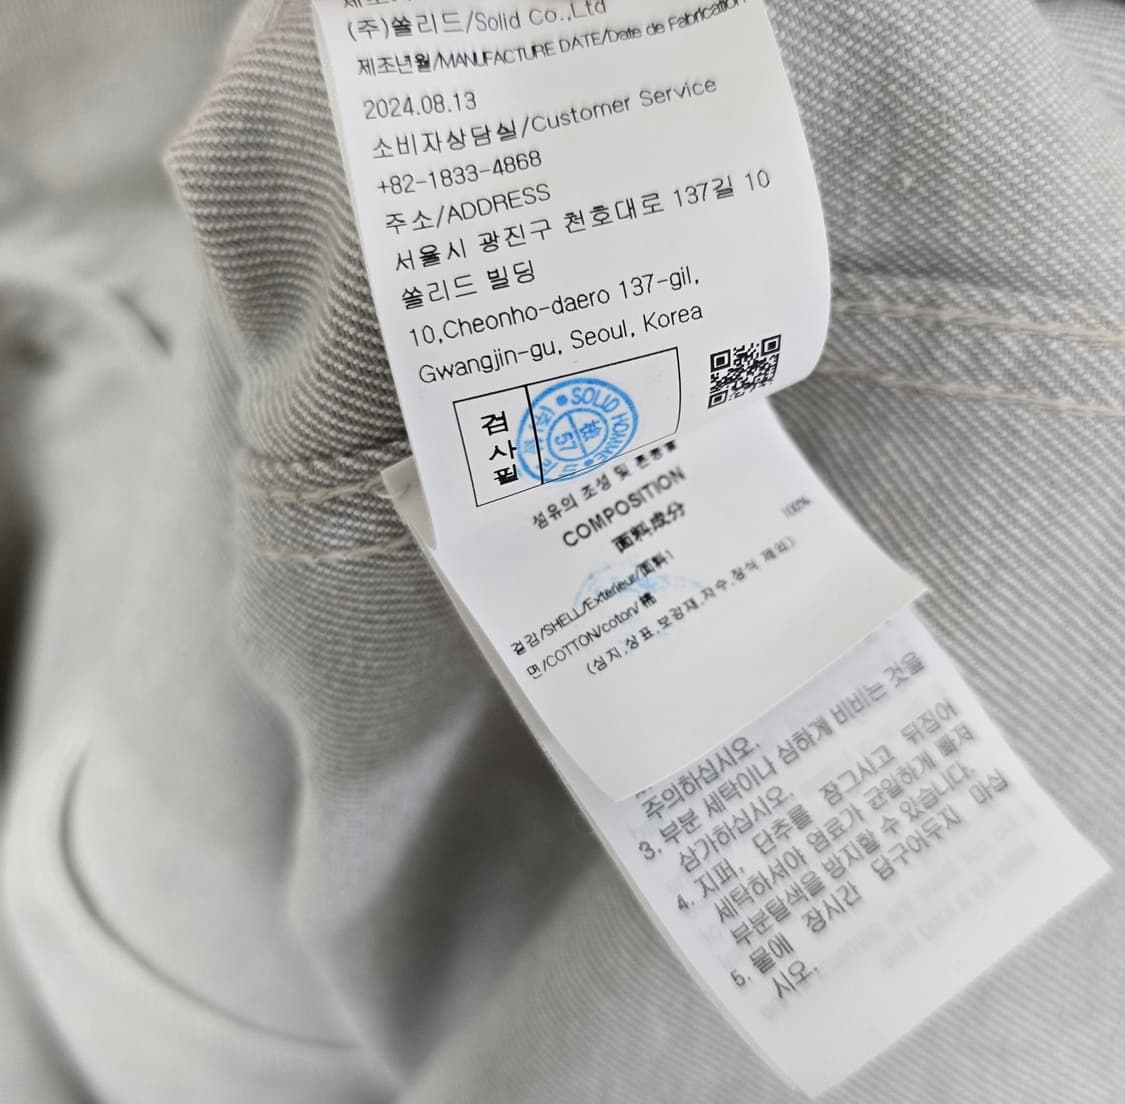 (주)쏠리드/Solid Co.,Ltd
제조년월/MANUFACTURE DATE/Date de Fabrication
2024.08.13
소비자상담실/Customer Service
+82-1833-4868
주소/ADDRESS
서울시 광진구 천호대로 137길 10
쏠리드 빌딩
10,Cheonho-daero 137-gil,
Gwangjin-gu, Seoul, Korea
검사필
SOLID HOMME
57
섬유의 조성 및 혼용률
COMPOSITION
面料成分
겉감/SHELL/Exterieur/面料1
면/COTTON/coton/棉 100%
(심지,상표,보강재,자수,장식 제외)
주의하십시오.
3. 부분 세탁이나 심하게 비비는 것을
삼가하십시오.
4. 지퍼, 단추를 잠그시고 뒤집어
세탁하셔야 염료가 균일하게 빠져
부분탈색을 방지할 수 있습니다.
5. 물에 장시간 담구어두지 마십
시오.